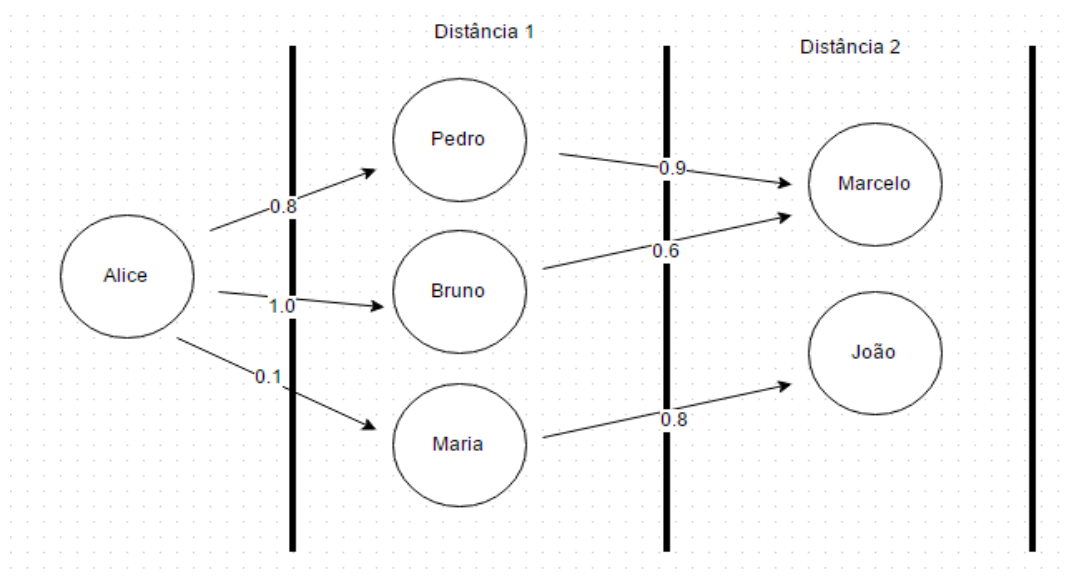 Distância 1
Distância 2
Pedro
0.9
Marcelo
0.8
Alice
Bruno
0.6
1.0
João
0.1
Maria
0.8